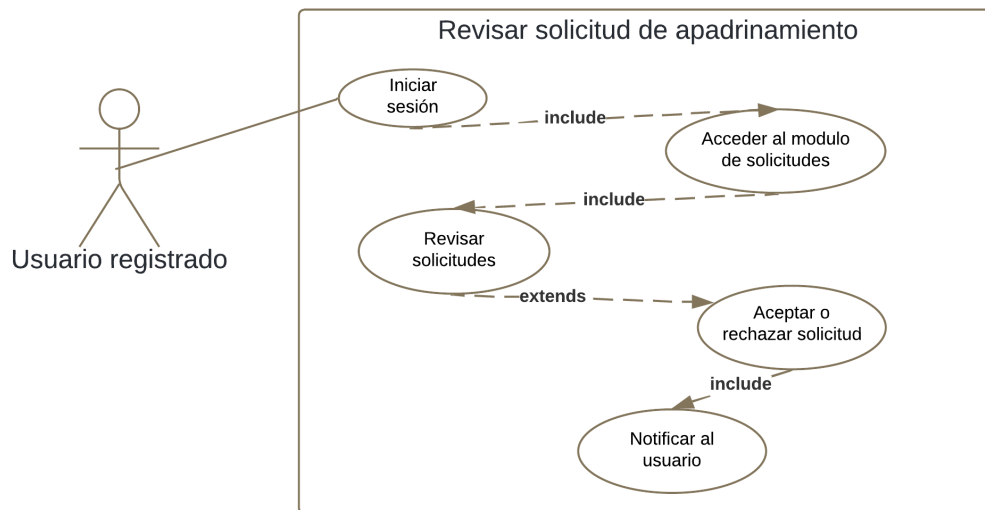 Revisar solicitud de apadrinamiento
Iniciar
sesión
include
Acceder al modulo
de solicitudes
include
Revisar
solicitudes
Usuario registrado
extends
Aceptar o
rechazar solicitud
include
Notificar al
usuario